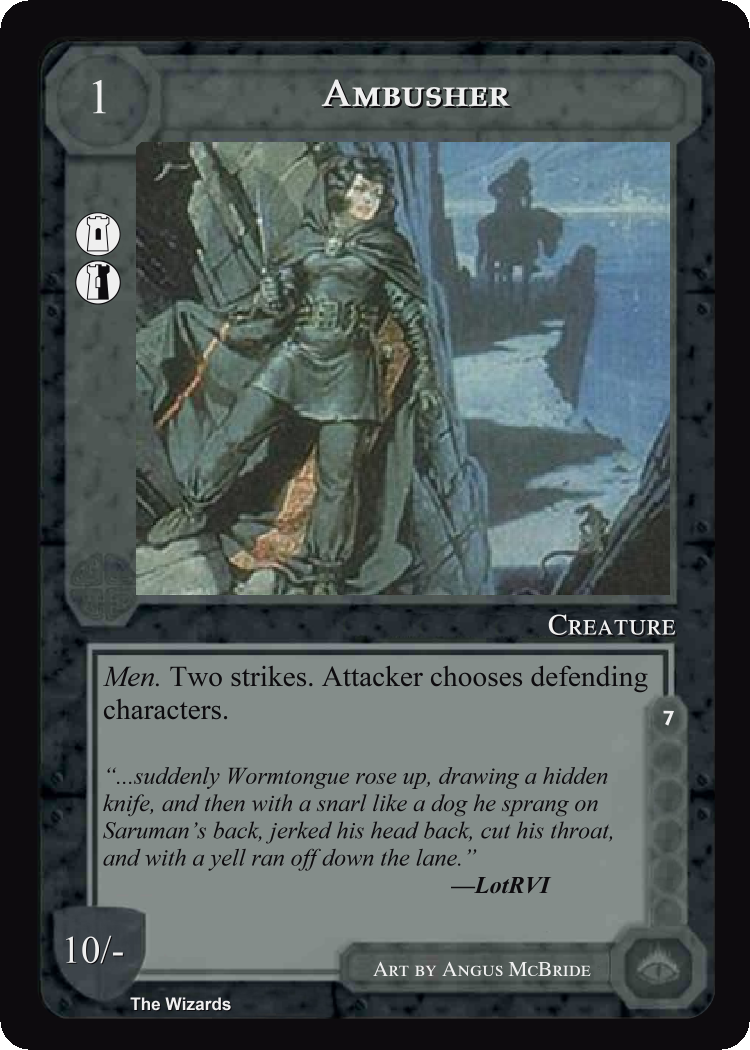 1
AMBUSHER
CREATURE
Men. Two strikes. Attacker chooses defending
characters.
7
“...suddenly Wormtongue rose up, drawing a hidden
knife, and then with a snarl like a dog he sprang on
Saruman’s back, jerked his head back, cut his throat,
and with a yell ran off down the lane.”
—LotRVI
10/-
ART BY ANGUS MCBRIDE
The Wizards